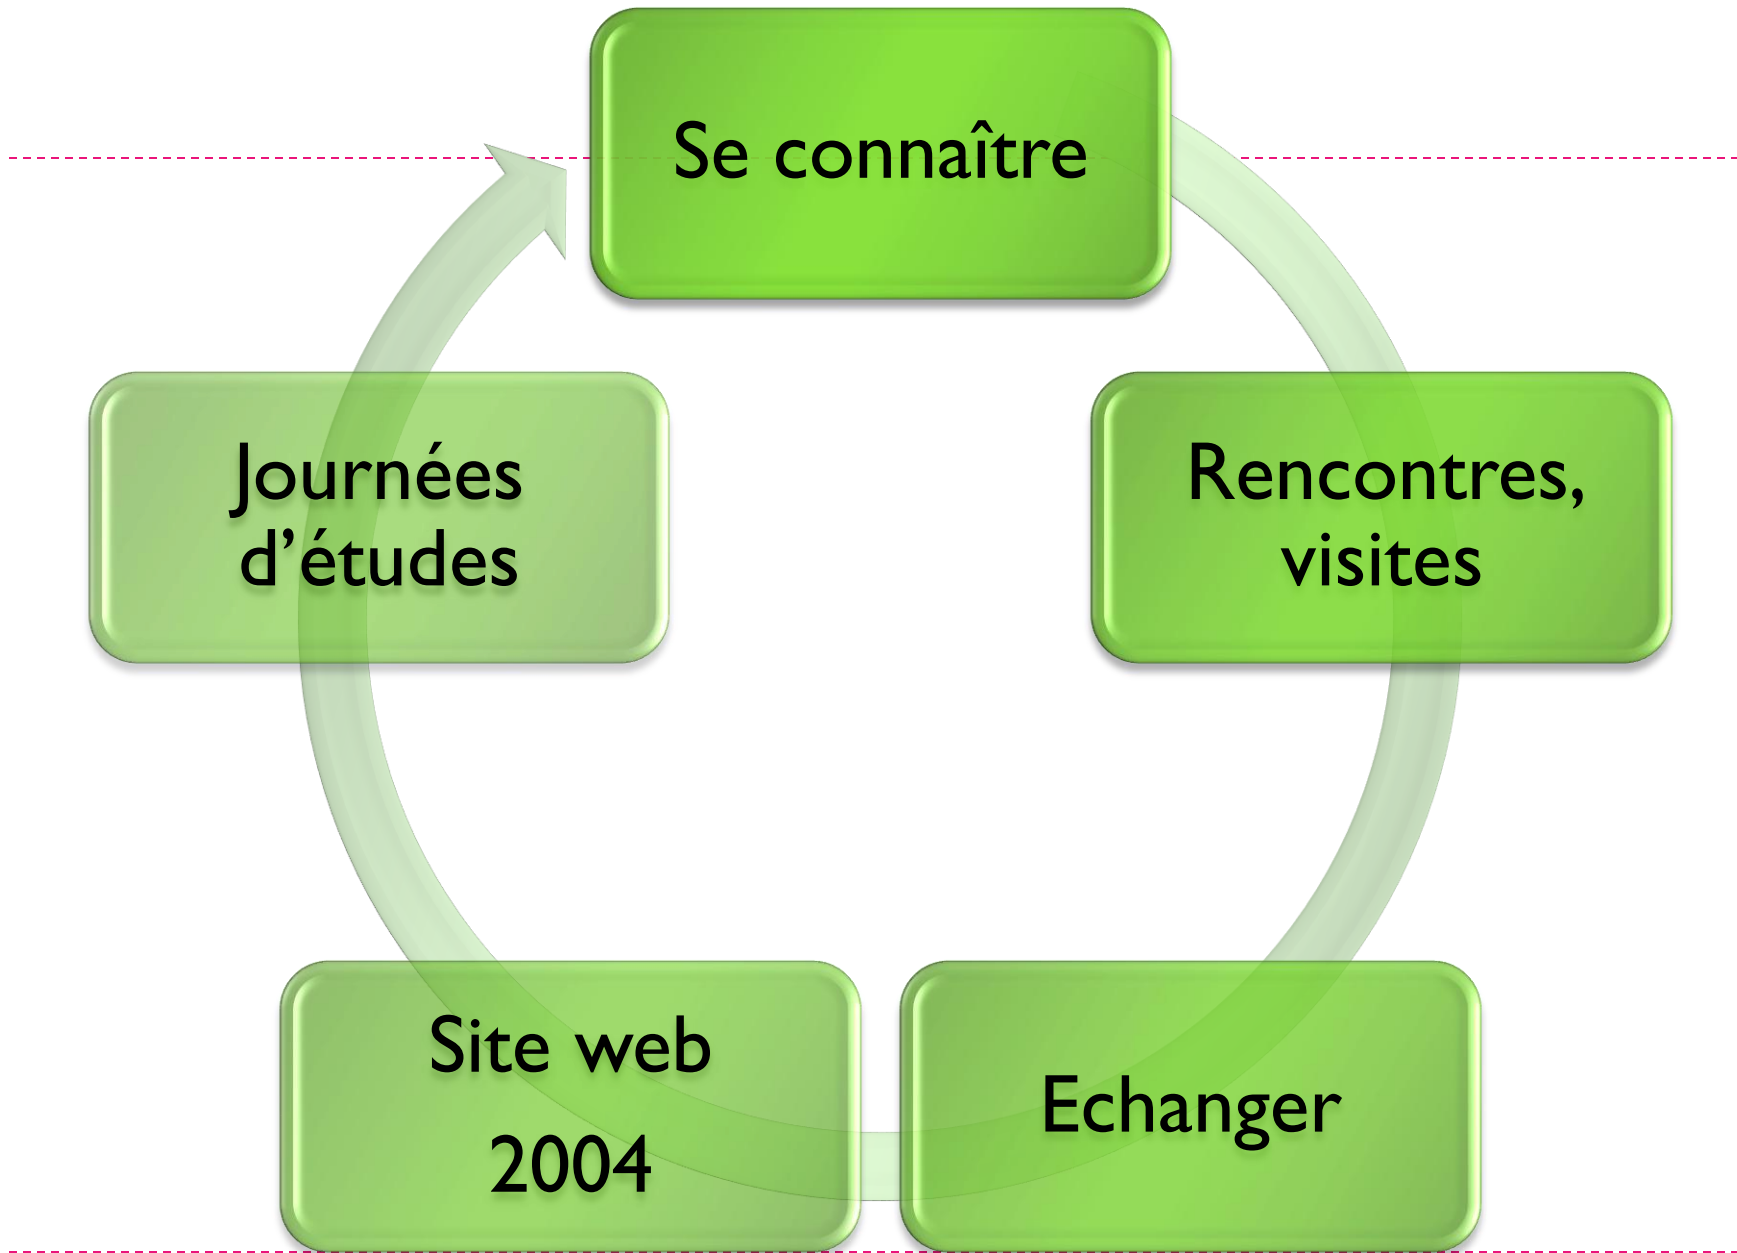 Se connaître
Rencontres,
visites
Echanger
Site web
2004
Journées
d’études